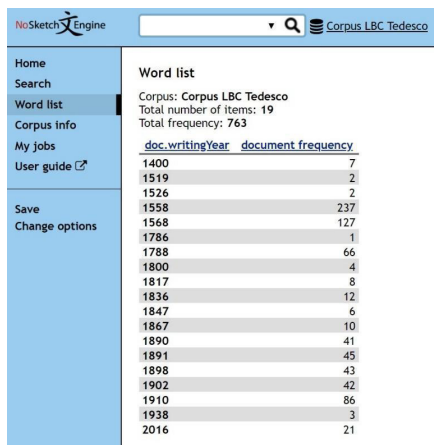 NoSketch Engine
Corpus LBC Tedesco
Home
Search
Word list
Corpus info
My jobs
User guide
Save
Change options
Word list
Corpus: Corpus LBC Tedesco
Total number of items: 19
Total frequency: 763
doc.writingYear document frequency
1400 7
1519 2
1526 2
1558 237
1568 127
1786 1
1788 66
1800 4
1817 8
1836 12
1847 6
1867 10
1890 41
1891 45
1898 43
1902 42
1910 86
1938 3
2016 21